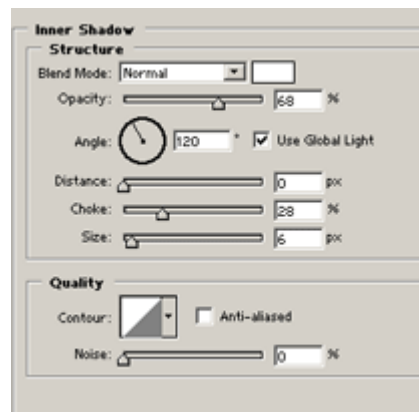 Inner Shadow
Structure
Blend Mode: Normal
Opacity: 68 %
Angle: 120 ° Use Global Light
Distance: 0 px
Choke: 28 %
Size: 6 px
Quality
Contour: Anti-aliased
Noise: 0 %